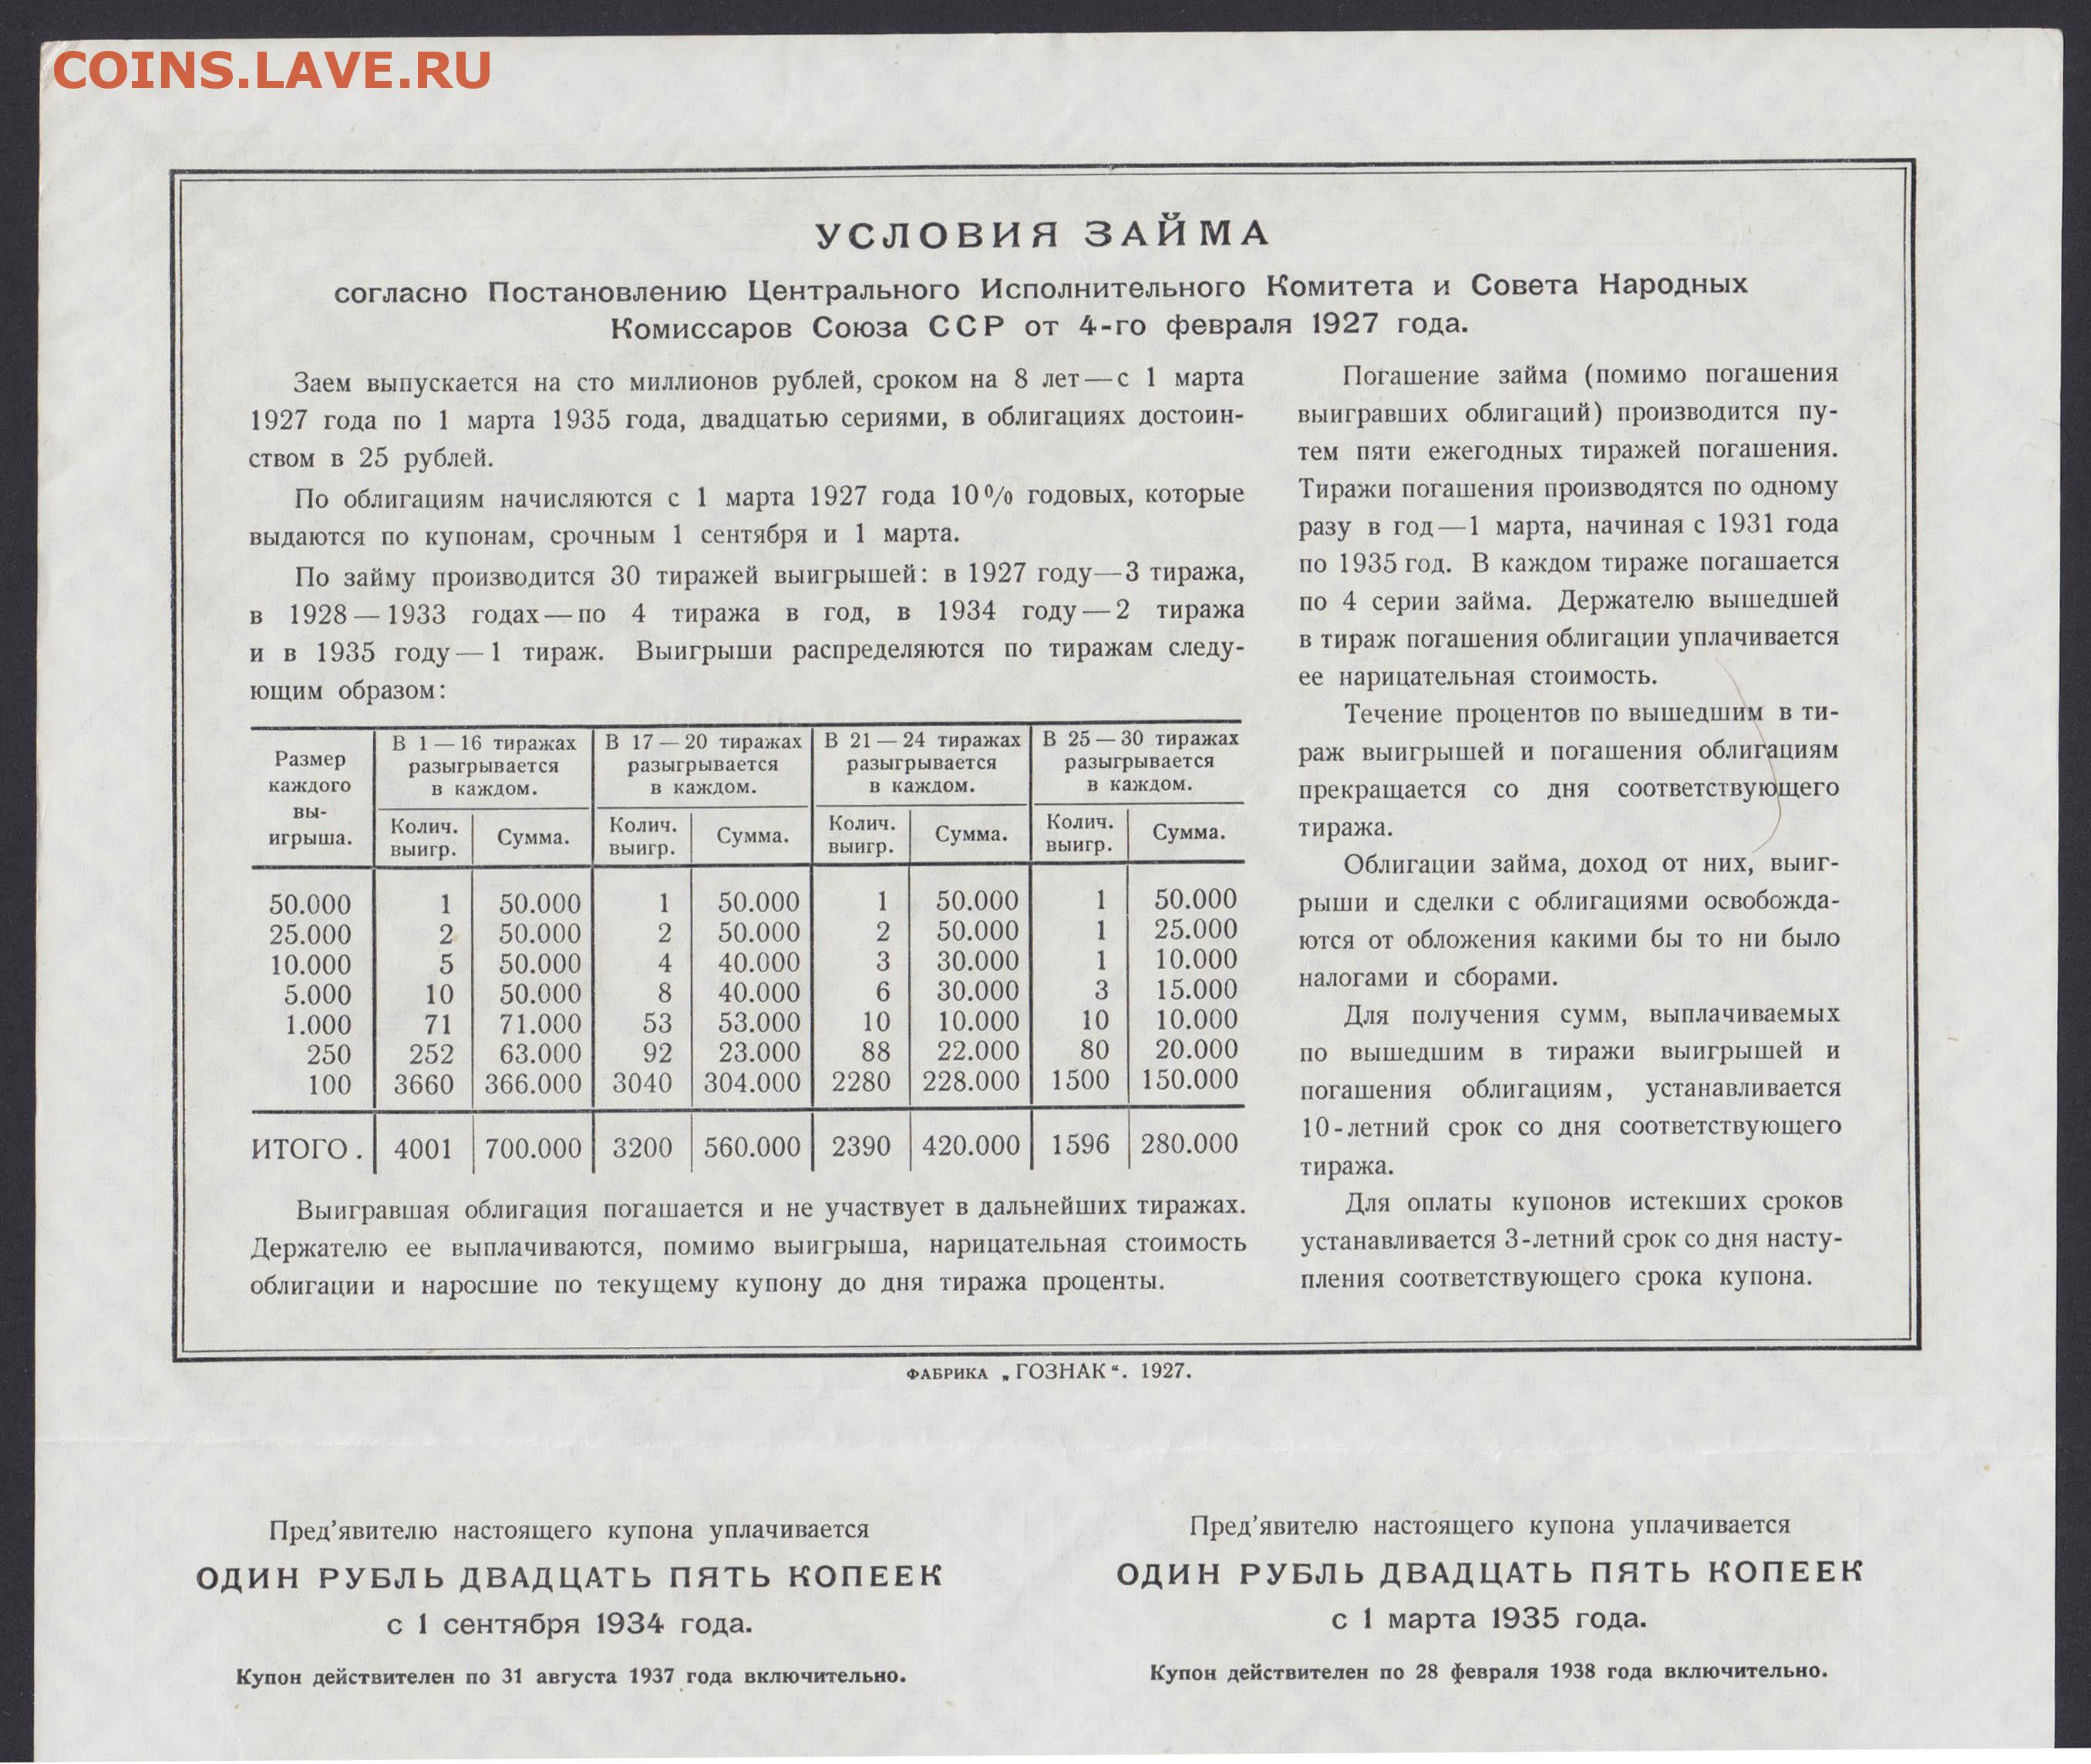 COINS.LAVE.RU
УСЛОВИЯ ЗАЙМА
согласно Постановлению Центрального Исполнительного Комитета и Совета Народных
Комиссаров Союза ССР от 4-го февраля 1927 года.
Заем выпускается на сто миллионов рублей, сроком на 8 лет — с 1 марта
1927 года по 1 марта 1935 года, двадцатью сериями, в облигациях достоин-
ством в 25 рублей.
По облигациям начисляются с 1 марта 1927 года 10% годовых, которые
выдаются по купонам, срочным 1 сентября и 1 марта.
По займу производится 30 тиражей выигрышей: в 1927 году—3 тиража,
в 1928 — 1933 годах — по 4 тиража в год, в 1934 году — 2 тиража
и в 1935 году — 1 тираж. Выигрыши распределяются по тиражам следу-
ющим образом:
Размер каждого вы- игрыша. | В 1 — 16 тиражах разыгрывается в каждом. | В 17 — 20 тиражах разыгрывается в каждом. | В 21 — 24 тиражах разыгрывается в каждом. | В 25 — 30 тиражах разыгрывается в каждом.
Колич. выигр. | Сумма. | Колич. выигр. | Сумма. | Колич. выигр. | Сумма. | Колич. выигр. | Сумма.
50.000 | 1 | 50.000 | 1 | 50.000 | 1 | 50.000 | 1 | 50.000
25.000 | 2 | 50.000 | 2 | 50.000 | 2 | 50.000 | 1 | 25.000
10.000 | 5 | 50.000 | 4 | 40.000 | 3 | 30.000 | 1 | 10.000
5.000 | 10 | 50.000 | 8 | 40.000 | 6 | 30.000 | 3 | 15.000
1.000 | 71 | 71.000 | 53 | 53.000 | 10 | 10.000 | 10 | 10.000
250 | 252 | 63.000 | 92 | 23.000 | 88 | 22.000 | 80 | 20.000
100 | 3660 | 366.000 | 3040 | 304.000 | 2280 | 228.000 | 1500 | 150.000
ИТОГО . | 4001 | 700.000 | 3200 | 560.000 | 2390 | 420.000 | 1596 | 280.000
Выигравшая облигация погашается и не участвует в дальнейших тиражах.
Держателю ее выплачиваются, помимо выигрыша, нарицательная стоимость
облигации и наросшие по текущему купону до дня тиража проценты.
Погашение займа (помимо погашения
выигравших облигаций) производится пу-
тем пяти ежегодных тиражей погашения.
Тиражи погашения производятся по одному
разу в год — 1 марта, начиная с 1931 года
по 1935 год. В каждом тираже погашается
по 4 серии займа. Держателю вышедшей
в тираж погашения облигации уплачивается
ее нарицательная стоимость.
Течение процентов по вышедшим в ти-
раж выигрышей и погашения облигациям
прекращается со дня соответствующего
тиража.
Облигации займа, доход от них, выиг-
рыши и сделки с облигациями освобожда-
ются от обложения какими бы то ни было
налогами и сборами.
Для получения сумм, выплачиваемых
по вышедшим в тиражи выигрышей и
погашения облигациям, устанавливается
10-летний срок со дня соответствующего
тиража.
Для оплаты купонов истекших сроков
устанавливается 3-летний срок со дня насту-
пления соответствующего срока купона.
ФАБРИКА „ГОЗНАК“. 1927.
Пред'явителю настоящего купона уплачивается
ОДИН РУБЛЬ ДВАДЦАТЬ ПЯТЬ КОПЕЕК
с 1 сентября 1934 года.
Купон действителен по 31 августа 1937 года включительно.
Пред'явителю настоящего купона уплачивается
ОДИН РУБЛЬ ДВАДЦАТЬ ПЯТЬ КОПЕЕК
с 1 марта 1935 года.
Купон действителен по 28 февраля 1938 года включительно.